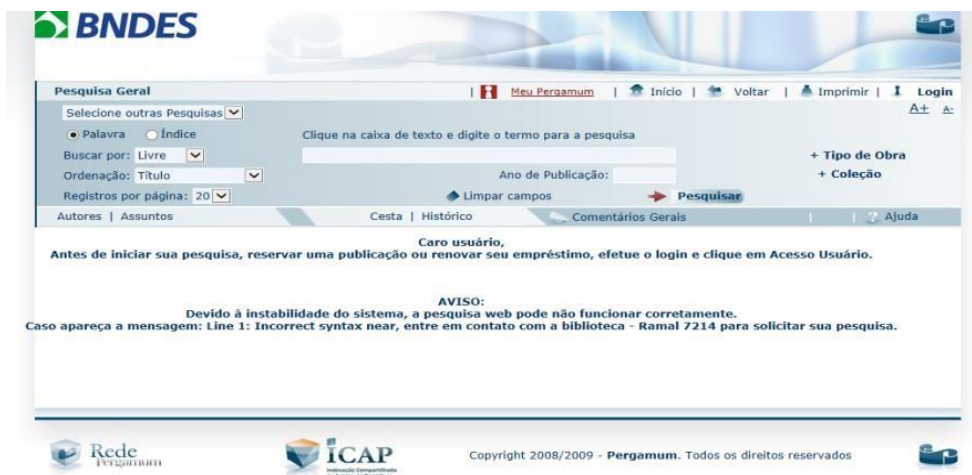 BNDES
Pesquisa Geral | Meu Pergamum | Início | Voltar | Imprimir | Login
Selecione outras Pesquisas A+ A-
Palavra Índice Clique na caixa de texto e digite o termo para a pesquisa
Buscar por: Livre + Tipo de Obra
Ordenação: Título Ano de Publicação: + Coleção
Registros por página: 20 Limpar campos Pesquisar
Autores | Assuntos Cesta | Histórico Comentários Gerais | | Ajuda
Caro usuário,
Antes de iniciar sua pesquisa, reservar uma publicação ou renovar seu empréstimo, efetue o login e clique em Acesso Usuário.
AVISO:
Devido à instabilidade do sistema, a pesquisa web pode não funcionar corretamente.
Caso apareça a mensagem: Line 1: Incorrect syntax near, entre em contato com a biblioteca - Ramal 7214 para solicitar sua pesquisa.
Rede Pergamum
ICAP
Indexação Compartilhada
Copyright 2008/2009 - Pergamum. Todos os direitos reservados